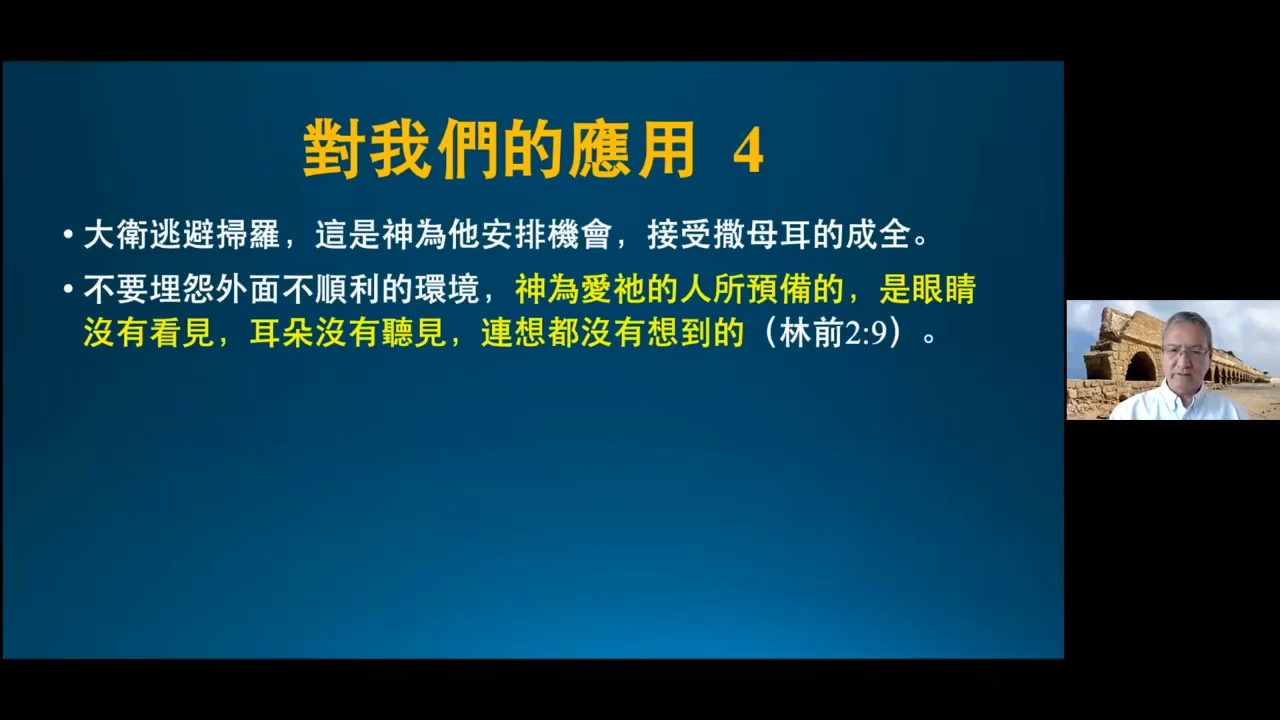 對我們的應用 4
• 大衛逃避掃羅，這是神為他安排機會，接受撒母耳的成全。
• 不要埋怨外面不順利的環境，神為愛祂的人所預備的，是眼睛
沒有看見，耳朵沒有聽見，連想都沒有想到的（林前2:9）。